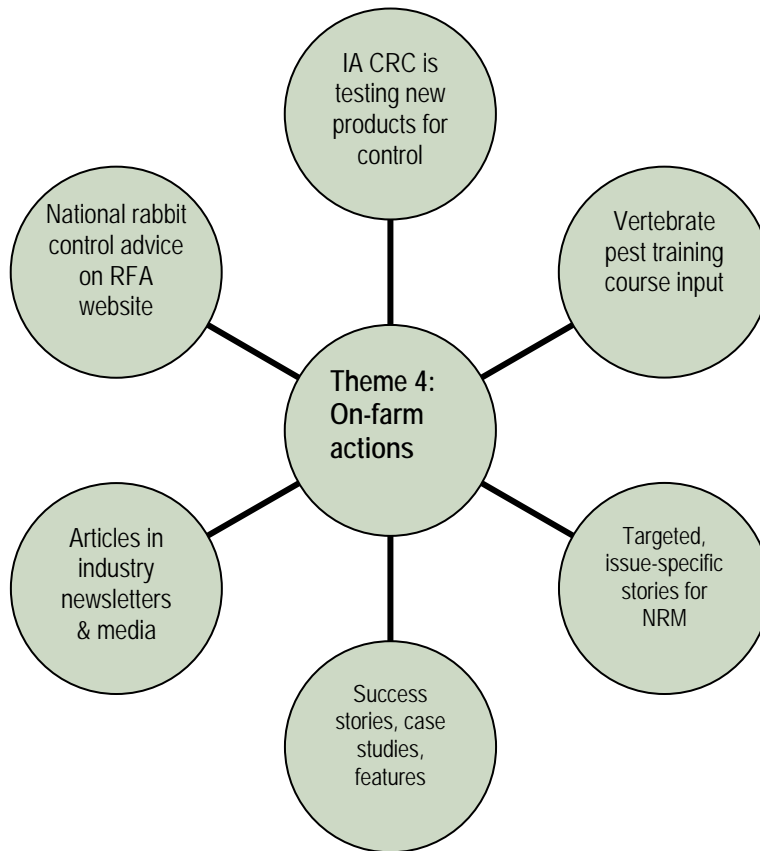 IA CRC is
testing new
products for
control
National rabbit
control advice
on RFA
website
Vertebrate
pest training
course input
Theme 4:
On-farm
actions
Articles in
industry
newsletters
& media
Targeted,
issue-specific
stories for
NRM
Success
stories, case
studies,
features